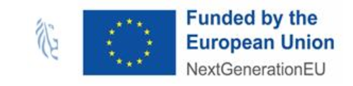 Funded by the
European Union
NextGenerationEU